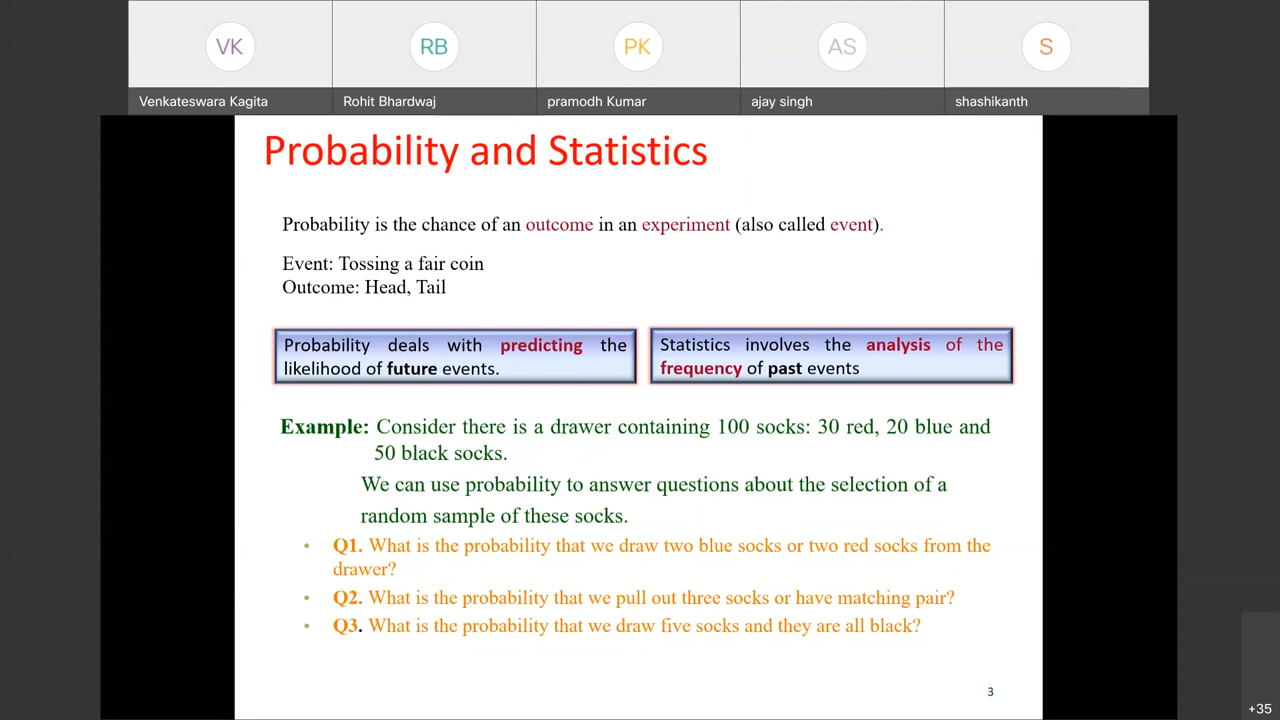 VK
RB
PK
AS
S
Venkateswara Kagita
Rohit Bhardwaj
pramodh Kumar
ajay singh
shashikanth
Probability and Statistics
Probability is the chance of an outcome in an experiment (also called event).
Event: Tossing a fair coin
Outcome: Head, Tail
Probability deals with predicting the
likelihood of future events.
Statistics involves the analysis of the
frequency of past events
Example: Consider there is a drawer containing 100 socks: 30 red, 20 blue and
50 black socks.
We can use probability to answer questions about the selection of a
random sample of these socks.
• Q1. What is the probability that we draw two blue socks or two red socks from the
drawer?
• Q2. What is the probability that we pull out three socks or have matching pair?
• Q3. What is the probability that we draw five socks and they are all black?
3
+35